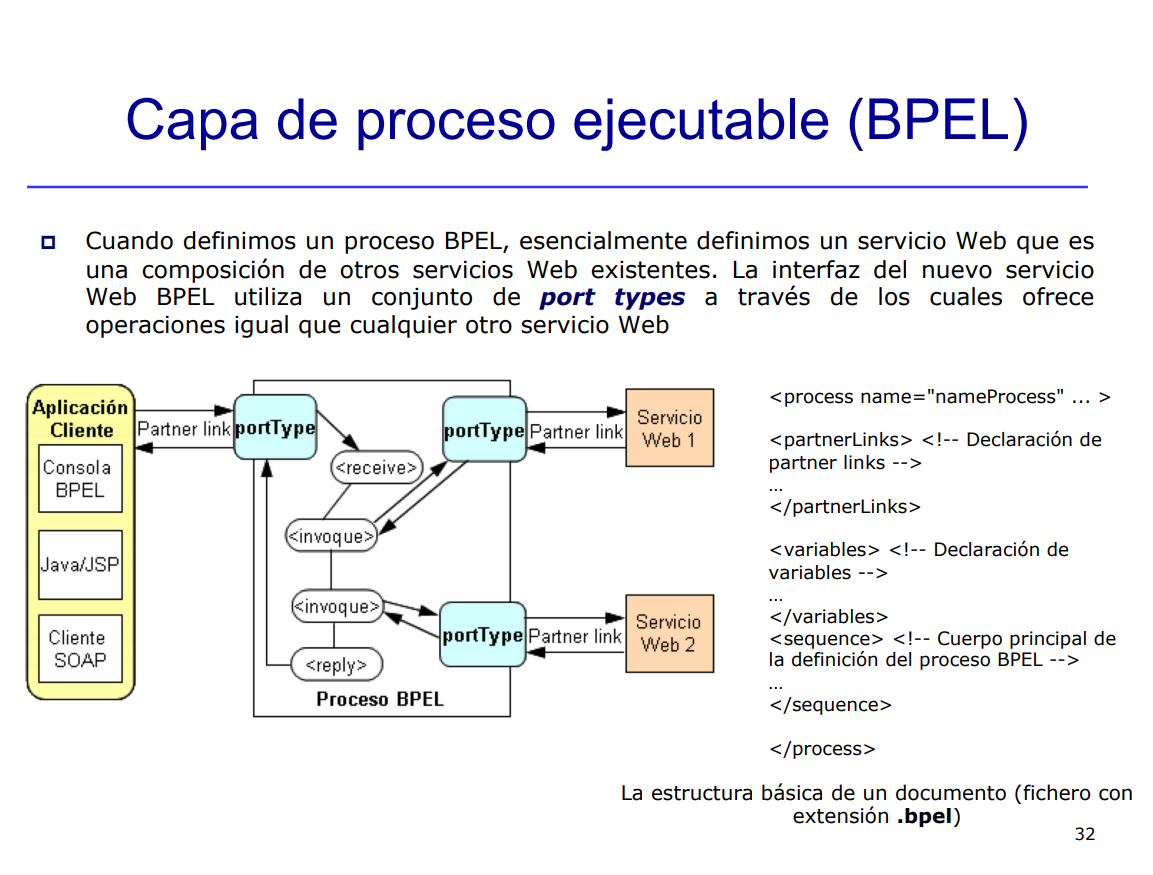 Capa de proceso ejecutable (BPEL)
Cuando definimos un proceso BPEL, esencialmente definimos un servicio Web que es
una composición de otros servicios Web existentes. La interfaz del nuevo servicio
Web BPEL utiliza un conjunto de port types a través de los cuales ofrece
operaciones igual que cualquier otro servicio Web
Aplicación
Cliente
Consola
BPEL
Java/JSP
Cliente
SOAP
Partner link
portType
<receive>
<invoque>
<invoque>
<reply>
Proceso BPEL
portType
Partner link
Servicio
Web 1
portType
Partner link
Servicio
Web 2
<process name="nameProcess" ... >
<partnerLinks> <!-- Declaración de
partner links -->
...
</partnerLinks>
<variables> <!-- Declaración de
variables -->
...
</variables>
<sequence> <!-- Cuerpo principal de
la definición del proceso BPEL -->
...
</sequence>
</process>
La estructura básica de un documento (fichero con
extensión .bpel)
32